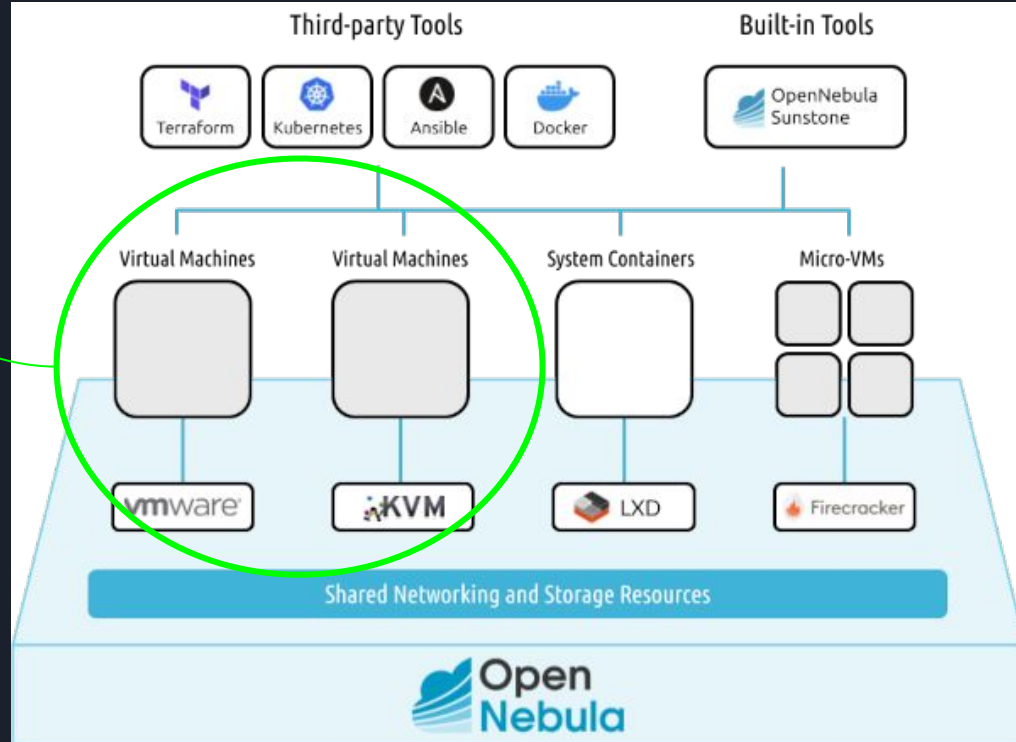 Third-party Tools
Built-in Tools
Terraform
Kubernetes
Ansible
Docker
OpenNebula
Sunstone
Virtual Machines
Virtual Machines
System Containers
Micro-VMs
vmware
KVM
LXD
Firecracker
Shared Networking and Storage Resources
Open
Nebula